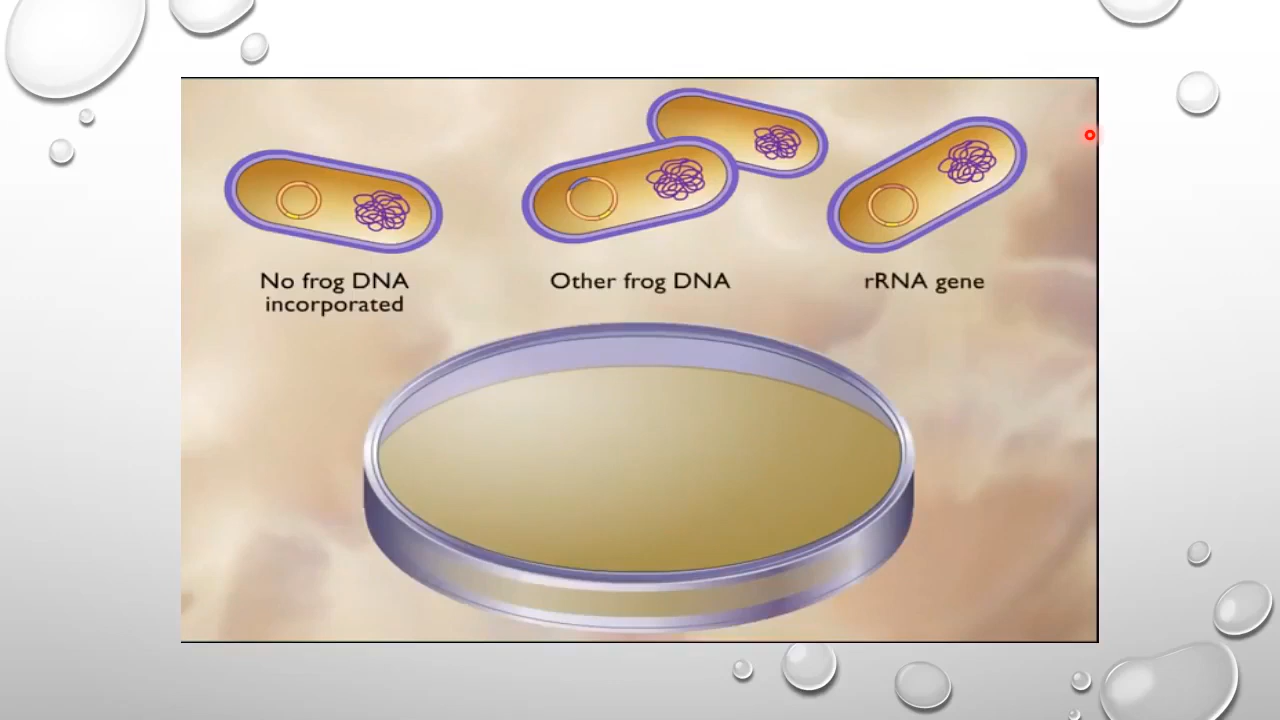 No frog DNA
incorporated
Other frog DNA
rRNA gene